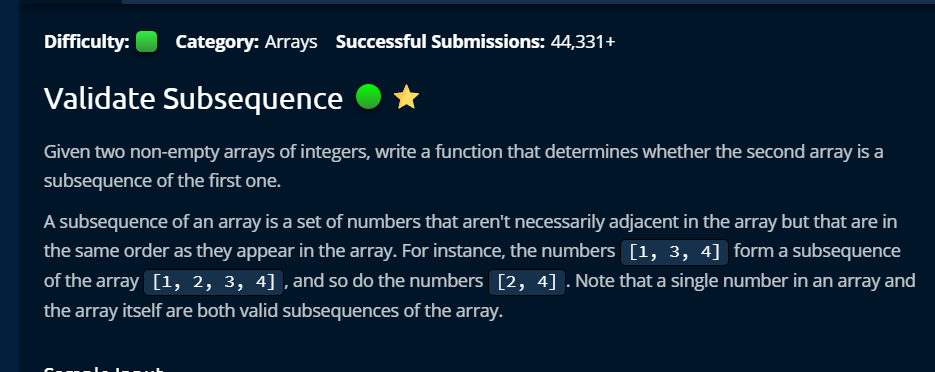 Difficulty: Category: Arrays Successful Submissions: 44,331+
Validate Subsequence
Given two non-empty arrays of integers, write a function that determines whether the second array is a
subsequence of the first one.
A subsequence of an array is a set of numbers that aren't necessarily adjacent in the array but that are in
the same order as they appear in the array. For instance, the numbers [1, 3, 4] form a subsequence
of the array [1, 2, 3, 4] , and so do the numbers [2, 4] . Note that a single number in an array and
the array itself are both valid subsequences of the array.
Sample Input